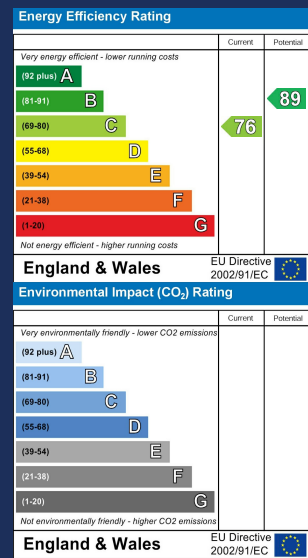 Energy Efficiency Rating
Current Potential
Very energy efficient - lower running costs
(92 plus) A
(81-91) B
89
(69-80) C
76
(55-68) D
(39-54) E
(21-38) F
(1-20) G
Not energy efficient - higher running costs
England & Wales
EU Directive
2002/91/EC
Environmental Impact (CO₂) Rating
Current Potential
Very environmentally friendly - lower CO2 emissions
(92 plus) A
(81-91) B
(69-80) C
(55-68) D
(39-54) E
(21-38) F
(1-20) G
Not environmentally friendly - higher CO2 emissions
England & Wales
EU Directive
2002/91/EC